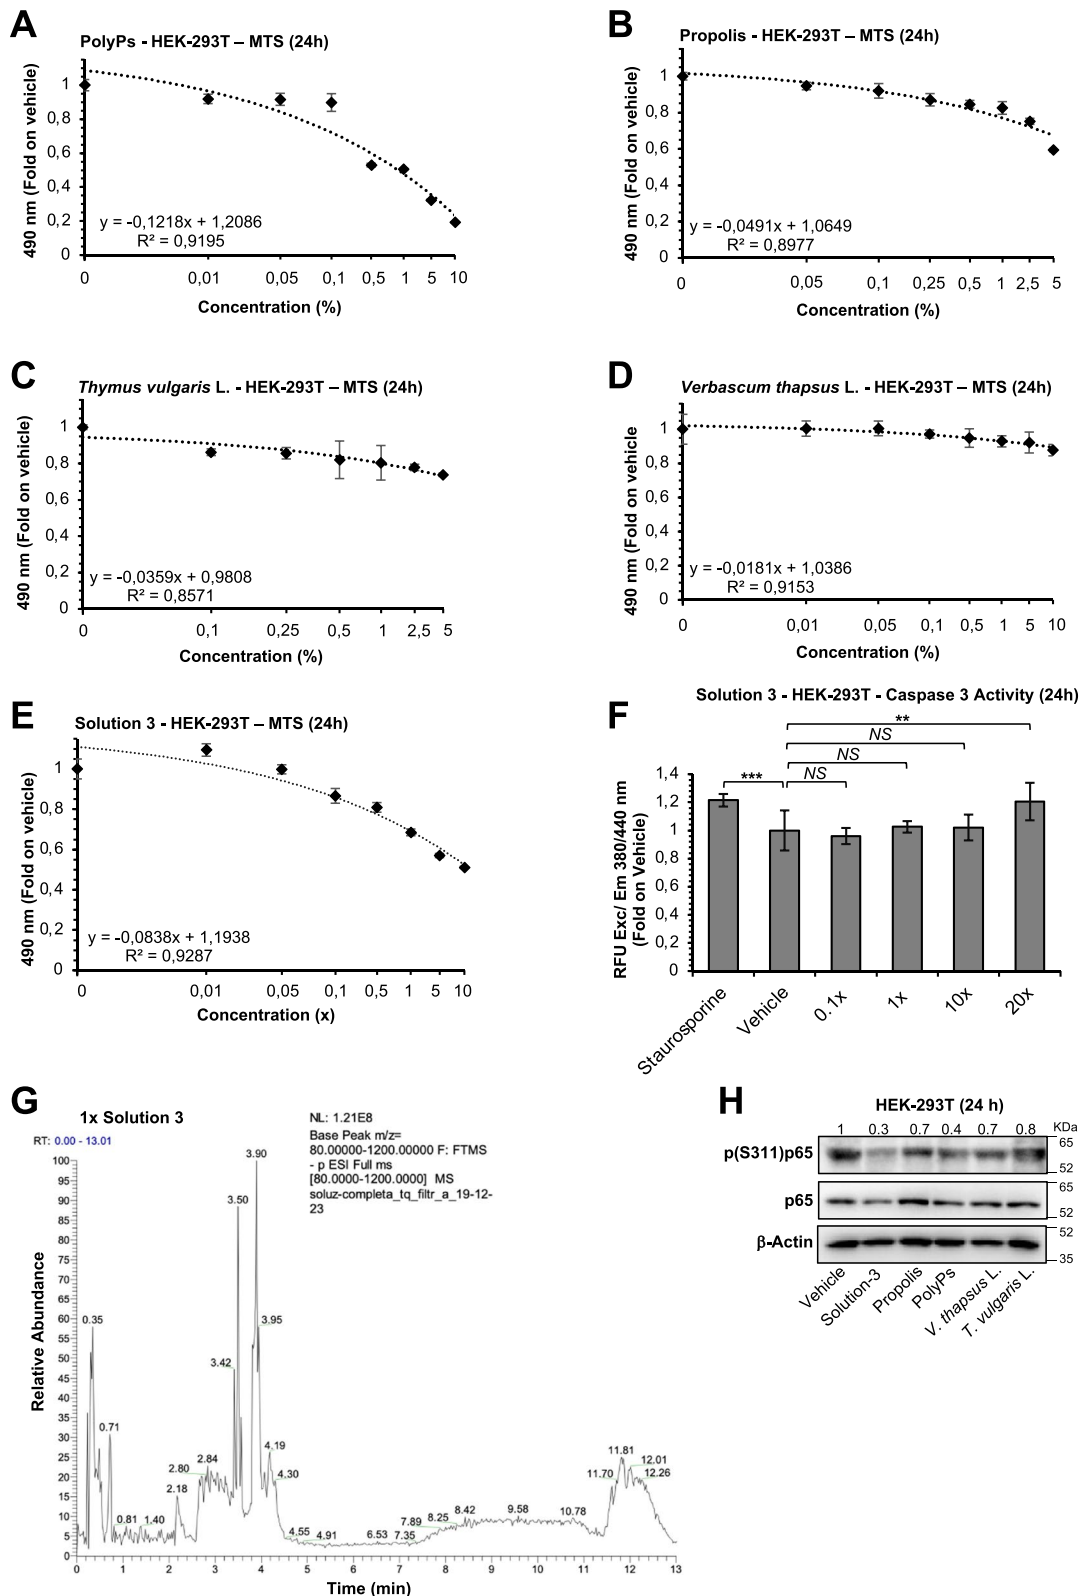 A
PolyPs - HEK-293T – MTS (24h)
490 nm (Fold on vehicle)
1
0,8
0,6
0,4
0,2
0
y = -0,1218x + 1,2086
R² = 0,9195
0 0,01 0,05 0,1 0,5 1 5 10
Concentration (%)
B
Propolis - HEK-293T – MTS (24h)
490 nm (Fold on vehicle)
1
0,8
0,6
0,4
0,2
0
y = -0,0491x + 1,0649
R² = 0,8977
0 0,05 0,1 0,25 0,5 1 2,5 5
Concentration (%)
C
Thymus vulgaris L. - HEK-293T – MTS (24h)
490 nm (Fold on vehicle)
1
0,8
0,6
0,4
0,2
0
y = -0,0359x + 0,9808
R² = 0,8571
0 0,1 0,25 0,5 1 2,5 5
Concentration (%)
D
Verbascum thapsus L. - HEK-293T – MTS (24h)
490 nm (Fold on vehicle
1
0,8
0,6
0,4
0,2
0
y = -0,0181x + 1,0386
R² = 0,9153
0 0,01 0,05 0,1 0,5 1 5 10
Concentration (%)
E
Solution 3 - HEK-293T – MTS (24h)
490 nm (Fold on vehicle)
1
0,8
0,6
0,4
0,2
0
y = -0,0838x + 1,1938
R² = 0,9287
0 0,01 0,05 0,1 0,5 1 5 10
Concentration (x)
F
Solution 3 - HEK-293T - Caspase 3 Activity (24h)
**
NS
NS
*** NS
RFU Exc/ Em 380/440 nm
(Fold on Vehicle)
1,4
1,2
1
0,8
0,6
0,4
0,2
0
Staurosporine Vehicle 0.1x 1x 10x 20x
G
1x Solution 3
RT: 0.00 - 13.01
NL: 1.21E8
Base Peak m/z=
80.00000-1200.00000 F: FTMS
- p ESI Full ms
[80.0000-1200.0000] MS
soluz-completa_tq_filtr_a_19-12-
23
Relative Abundance
100
95
90
85
80
75
70
65
60
55
50
45
40
35
30
25
20
15
10
5
0
0.35
0.71
0.81
1.40
2.18
2.80
2.84
3.42
3.50
3.90
3.95
4.19
4.30
4.55
4.91
6.53
7.35
7.89
8.25
8.42
9.58
10.78
11.70
11.81
12.01
12.26
0 1 2 3 4 5 6 7 8 9 10 11 12 13
Time (min)
H
HEK-293T (24 h)
1 0.3 0.7 0.4 0.7 0.8 KDa
p(S311)p65
65
52
p65
65
52
β-Actin
52
35
Vehicle Solution-3 Propolis PolyPs V. thapsus L. T. vulgaris L.